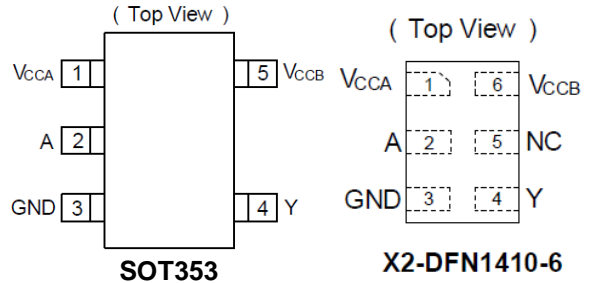 ( Top View )
VCCA 1 5 VCCB
A 2
GND 3 4 Y
SOT353
( Top View )
VCCA 1 6 VCCB
A 2 5 NC
GND 3 4 Y
X2-DFN1410-6